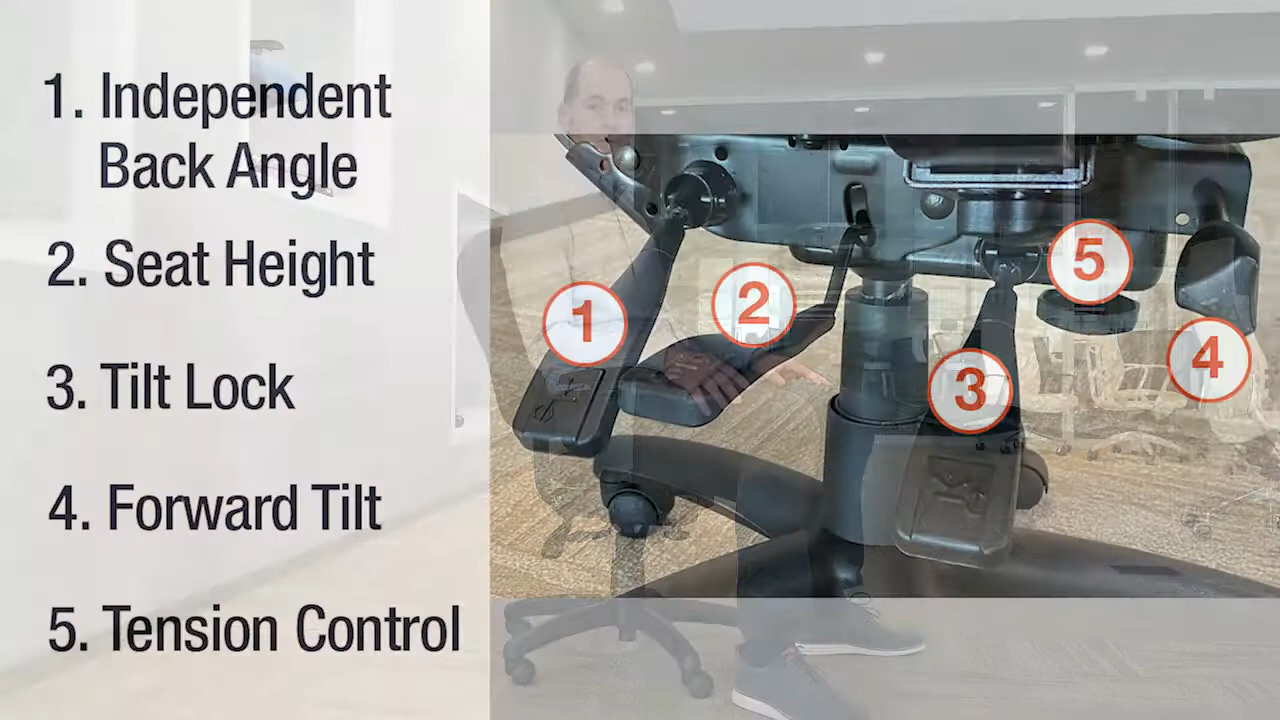 1. Independent
Back Angle
2. Seat Height
3. Tilt Lock
4. Forward Tilt
5. Tension Control
1
2
3
4
5